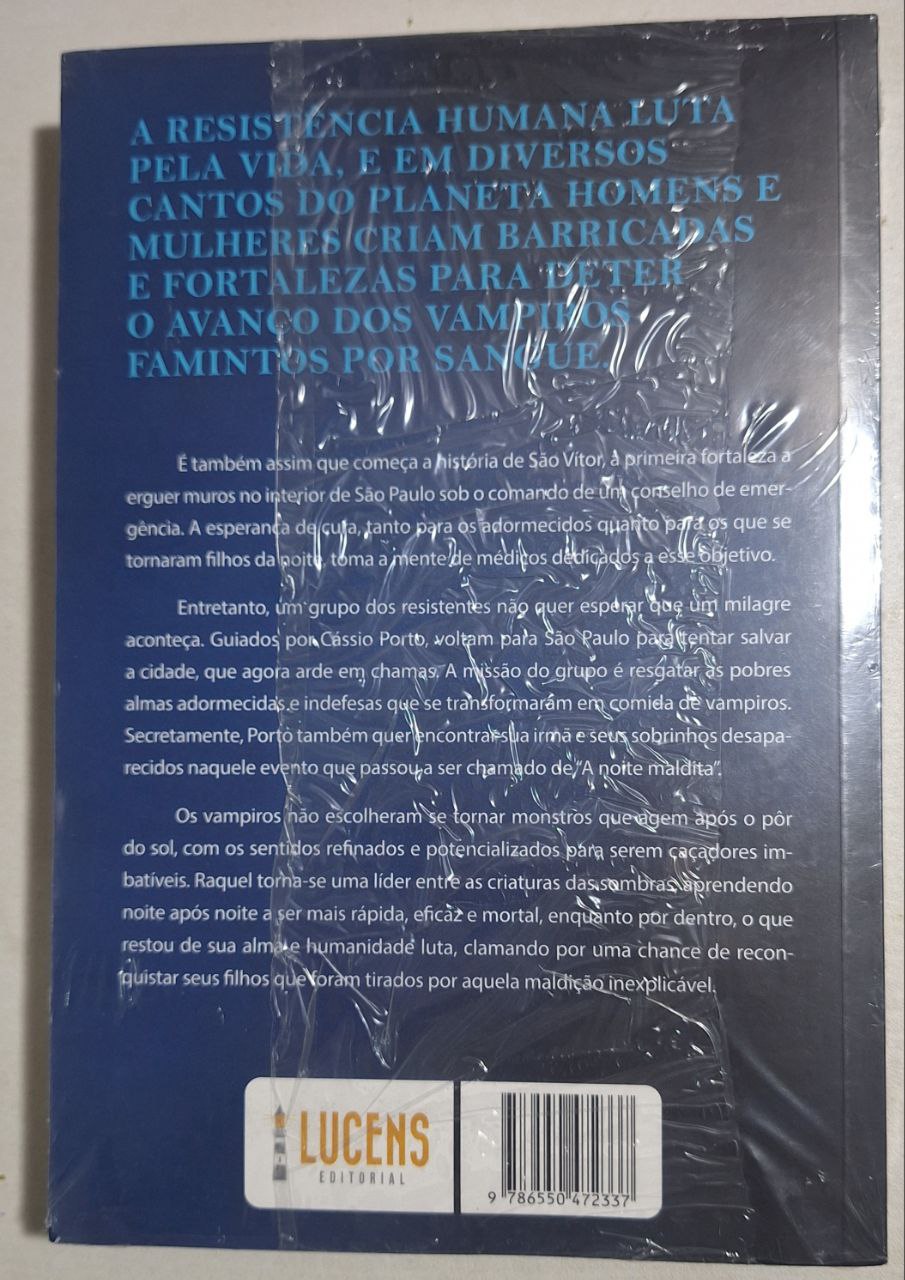 A RESISTÊNCIA HUMANA LUTA
PELA VIDA, E EM DIVERSOS
CANTOS DO PLANETA HOMENS E
MULHERES CRIAM BARRICADAS
E FORTALEZAS PARA DETER
O AVANÇO DOS VAMPIROS
FAMINTOS POR SANGUE.
É também assim que começa a história de São Vítor, a primeira fortaleza a
erguer muros no interior de São Paulo sob o comando de um conselho de emer-
gência. A esperança de cura, tanto para os adormecidos quanto para os que se
tornaram filhos da noite, toma a mente de médicos dedicados a esse objetivo.
Entretanto, um grupo dos resistentes não quer esperar que um milagre
aconteça. Guiados por Cássio Porto, voltam para São Paulo para tentar salvar
a cidade, que agora arde em chamas. A missão do grupo é resgatar as pobres
almas adormecidas e indefesas que se transformaram em comida de vampiros.
Secretamente, Porto também quer encontrar sua irmã e seus sobrinhos desapa-
recidos naquele evento que passou a ser chamado de "A noite maldita".
Os vampiros não escolheram se tornar monstros que agem após o pôr
do sol, com os sentidos refinados e potencializados para serem caçadores im-
batíveis. Raquel torna-se uma líder entre as criaturas das sombras, aprendendo
noite após noite a ser mais rápida, eficaz e mortal, enquanto por dentro, o que
restou de sua alma e humanidade luta, clamando por uma chance de recon-
quistar seus filhos que foram tirados por aquela maldição inexplicável.
LUCENS
EDITORIAL
9 786550 472337